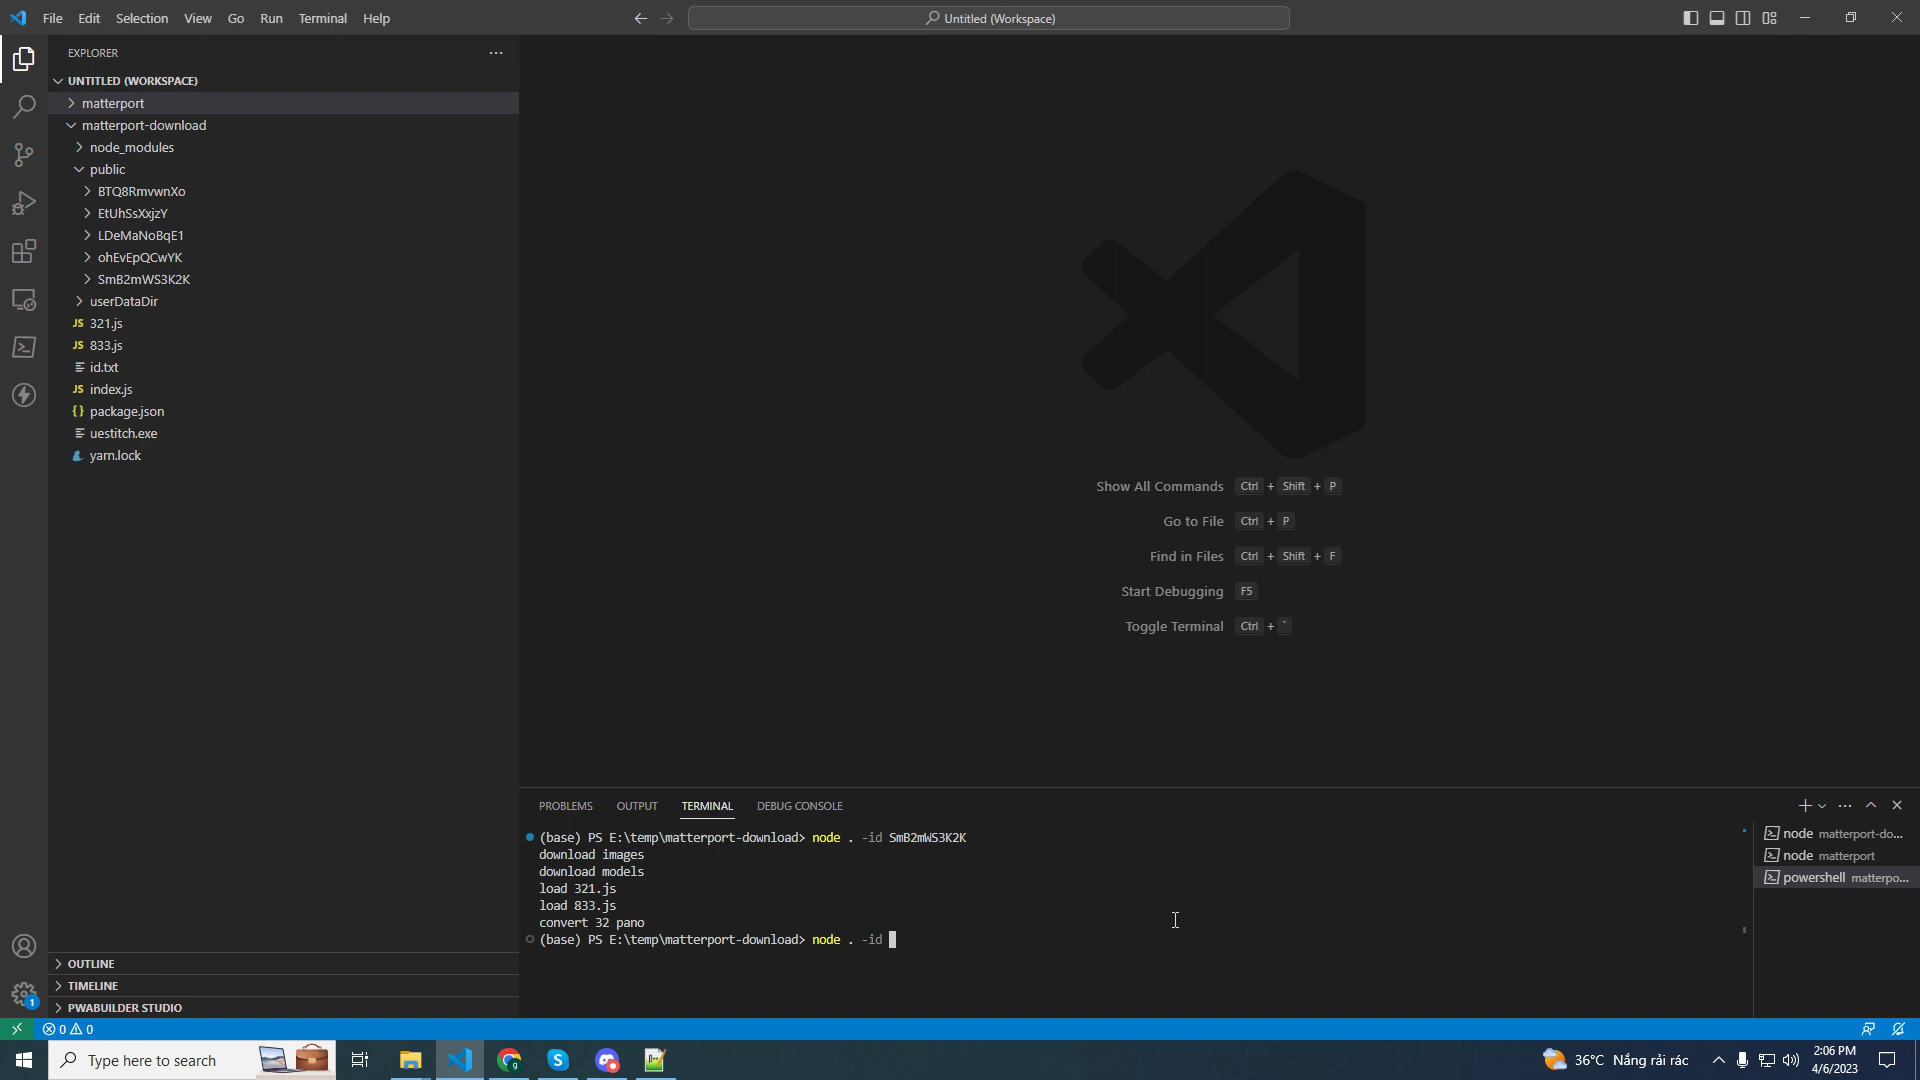 File Edit Selection View Go Run Terminal Help
Untitled (Workspace)
EXPLORER
UNTITLED (WORKSPACE)
matterport
matterport-download
node_modules
public
BTQ8RmvwnXo
EtUhSsXxjzY
LDeMaNoBqE1
ohEvEpQCwYK
SmB2mWS3K2K
userDataDir
JS 321.js
JS 833.js
id.txt
JS index.js
{} package.json
uestitch.exe
yarn.lock
OUTLINE
TIMELINE
PWABUILDER STUDIO
Show All Commands Ctrl + Shift + P
Go to File Ctrl + P
Find in Files Ctrl + Shift + F
Start Debugging F5
Toggle Terminal Ctrl + `
PROBLEMS OUTPUT TERMINAL DEBUG CONSOLE
(base) PS E:\temp\matterport-download> node . -id SmB2mWS3K2K
download images
download models
load 321.js
load 833.js
convert 32 pano
(base) PS E:\temp\matterport-download> node . -id
node matterport-do...
node matterport
powershell matterpo...
1
0 0
Type here to search
9
36°C Nắng rải rác
2:06 PM
4/6/2023